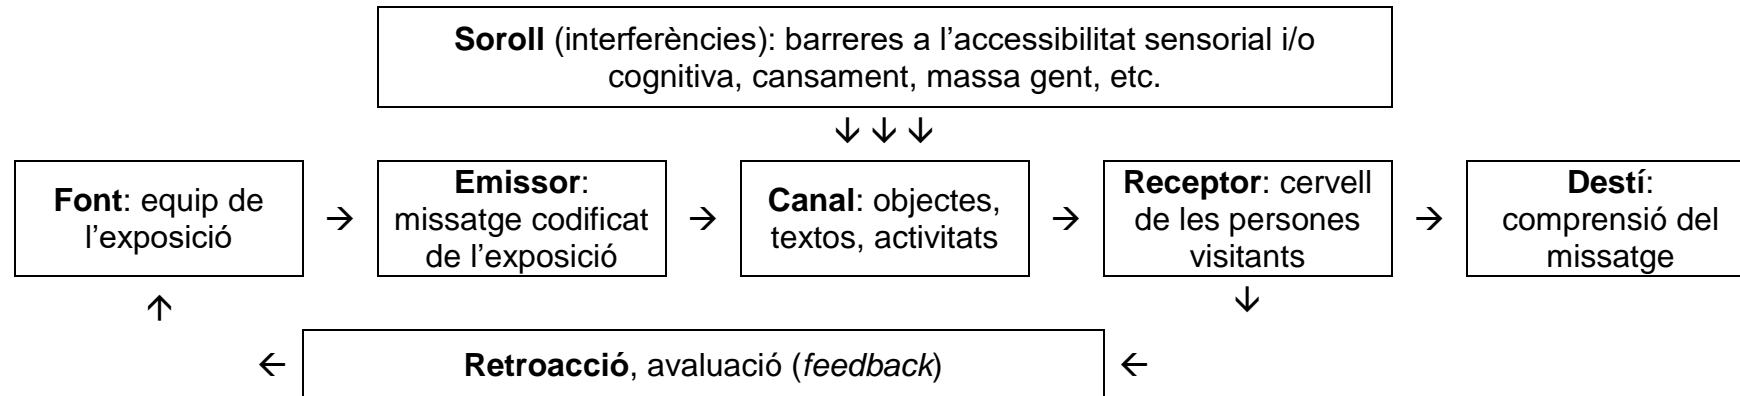 Soroll (interferències): barreres a l’accessibilitat sensorial i/o
cognitiva, cansament, massa gent, etc.
↓ ↓ ↓
Font: equip de
l’exposició
→
Emissor:
missatge codificat
de l’exposició
→
Canal: objectes,
textos, activitats
→
Receptor: cervell
de les persones
visitants
→
Destí:
comprensió del
missatge
↑
↓
←
Retroacció, avaluació (feedback)
←